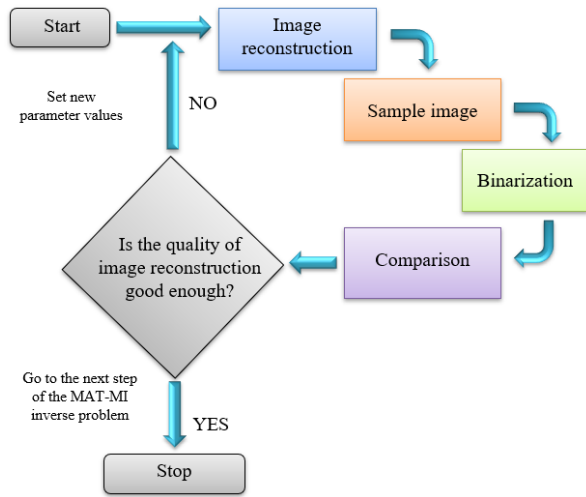 Start
Image
reconstruction
Sample image
Binarization
Comparison
Is the quality of
image reconstruction
good enough?
NO
Set new
parameter values
YES
Go to the next step
of the MAT-MI
inverse problem
Stop